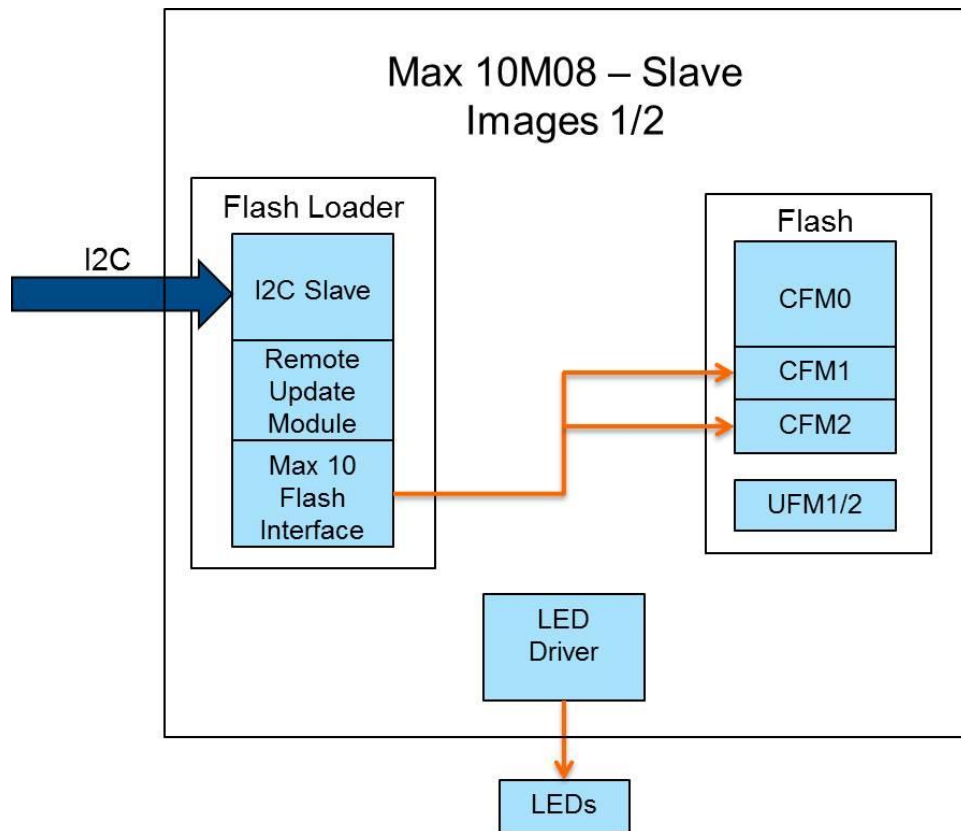 Max 10M08 – Slave
Images 1/2
Flash Loader
I2C
I2C Slave
Remote
Update
Module
Max 10
Flash
Interface
Flash
CFM0
CFM1
CFM2
UFM1/2
LED
Driver
LEDs